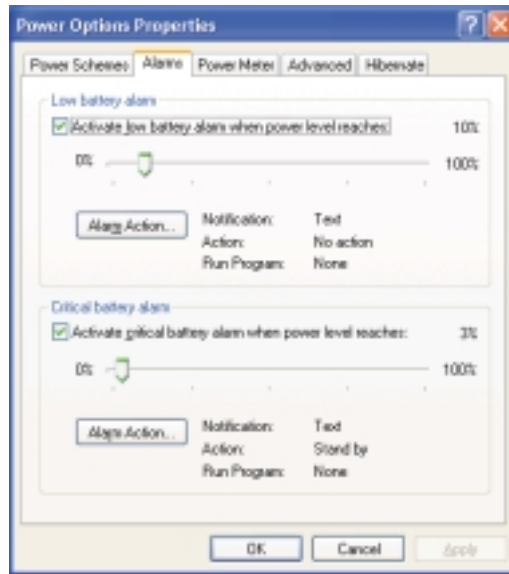 Power Options Properties
Power Schemes Alarms Power Meter Advanced Hibernate
Low battery alarm
Activate low battery alarm when power level reaches: 10%
0% 100%
Alarm Action... Notification: Text
Action: No action
Run Program: None
Critical battery alarm
Activate critical battery alarm when power level reaches: 3%
0% 100%
Alarm Action... Notification: Text
Action: Stand by
Run Program: None
OK Cancel Apply